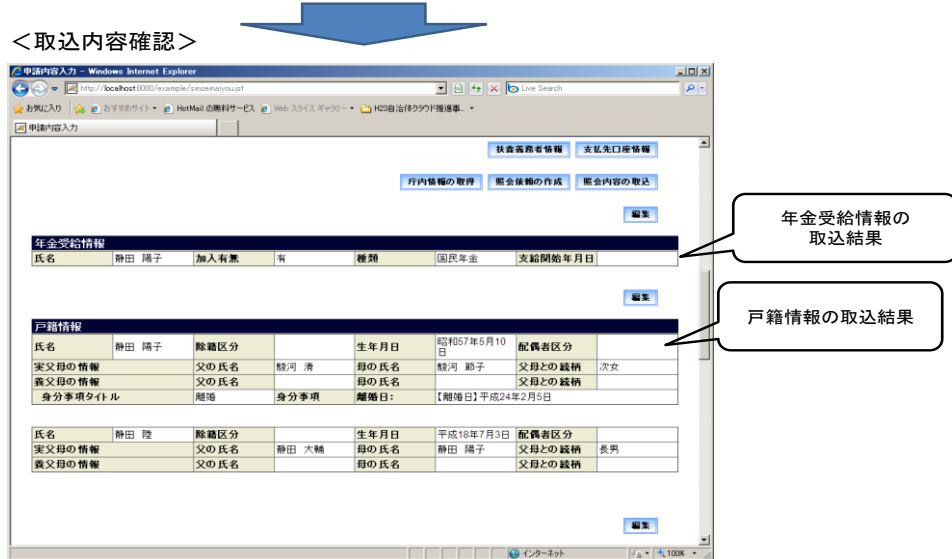 ＜取込内容確認＞
申請内容入力 - Windows Internet Explorer
http://localhost:8080/example/sinseinaiyou.jsf
Live Search
お気に入り おすすめサイト HotMail の無料サービス Web スライス ギャラリー H23自治体クラウド推進事...
申請内容入力
扶養義務者情報 支払先口座情報
庁内情報の取得 照会依頼の作成 照会内容の取込
編集
年金受給情報の
取込結果
年金受給情報
氏名 静田 陽子 加入有無 有 種類 国民年金 支給開始年月日
編集
戸籍情報の取込結果
戸籍情報
氏名 静田 陽子 除籍区分 生年月日 昭和57年5月10日 配偶者区分
実父母の情報 父の氏名 駿河 清 母の氏名 駿河 節子 父母との続柄 次女
養父母の情報 父の氏名 母の氏名 父母との続柄
身分事項タイトル 離婚 身分事項 離婚日： 【離婚日】平成24年2月5日
氏名 静田 陸 除籍区分 生年月日 平成18年7月3日 配偶者区分
実父母の情報 父の氏名 静田 大輔 母の氏名 静田 陽子 父母との続柄 長男
養父母の情報 父の氏名 母の氏名 父母との続柄
編集
インターネット 100%